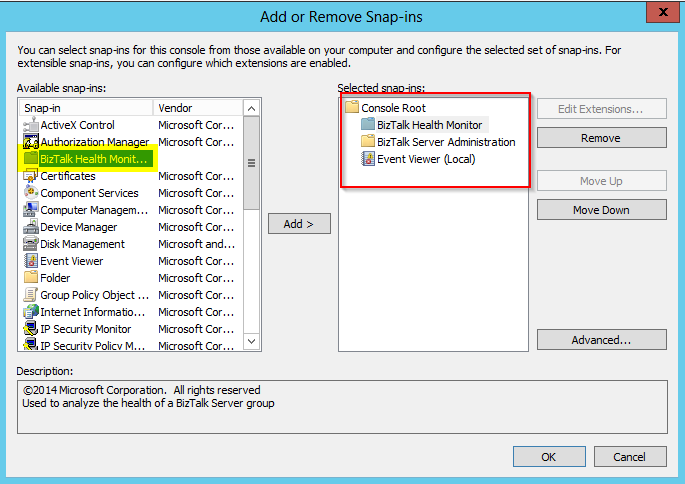 Add or Remove Snap-ins
x
You can select snap-ins for this console from those available on your computer and configure the selected set of snap-ins. For
extensible snap-ins, you can configure which extensions are enabled.
Available snap-ins:
Selected snap-ins:
Snap-in Vendor
ActiveX Control Microsoft Cor...
Authorization Manager Microsoft Cor...
BizTalk Health Monit...
Certificates Microsoft Cor...
Component Services Microsoft Cor...
Computer Managem... Microsoft Cor...
Device Manager Microsoft Cor...
Disk Management Microsoft and...
Event Viewer Microsoft Cor...
Folder Microsoft Cor...
Group Policy Object ... Microsoft Cor...
Internet Informatio... Microsoft Cor...
IP Security Monitor Microsoft Cor...
IP Security Policy M... Microsoft Cor...
Add >
Console Root
BizTalk Health Monitor
BizTalk Server Administration
Event Viewer (Local)
Edit Extensions...
Remove
Move Up
Move Down
Advanced...
Description:
©2014 Microsoft Corporation. All rights reserved
Used to analyze the health of a BizTalk Server group
OK
Cancel